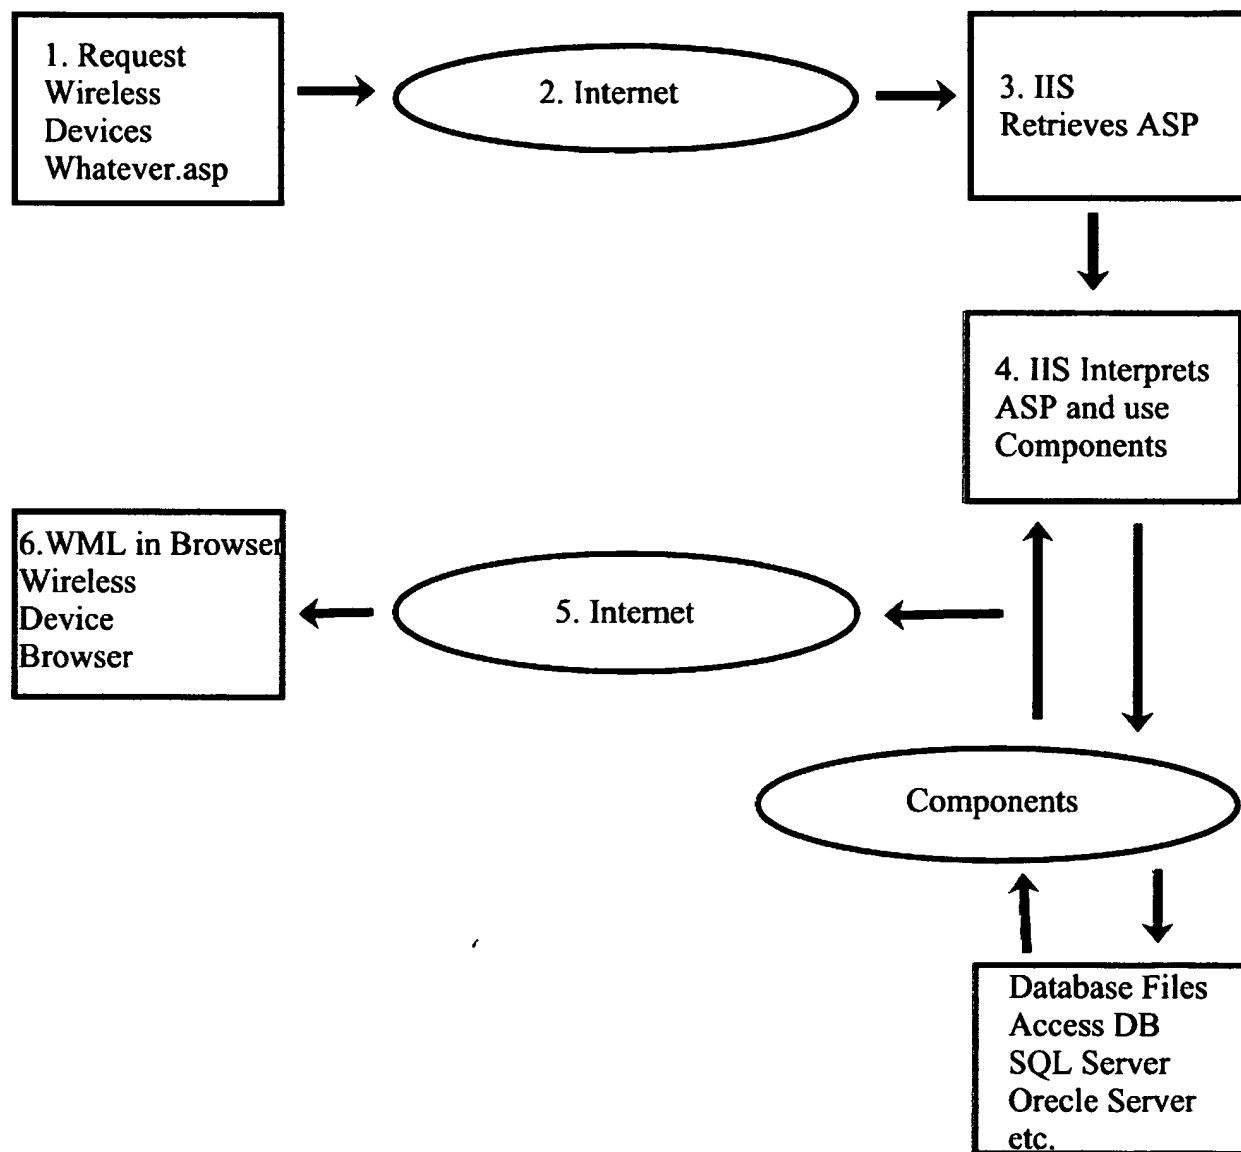 1. Request
Wireless
Devices
Whatever.asp
2. Internet
3. IIS
Retrieves ASP
4. IIS Interprets
ASP and use
Components
6.WML in Browser
Wireless
Device
Browser
5. Internet
Components
Database Files
Access DB
SQL Server
Orecle Server
etc.